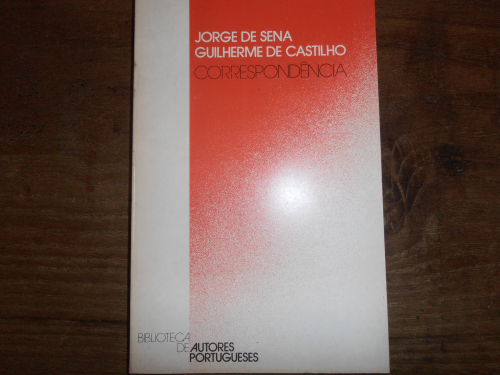 JORGE DE SENA
GUILHERME DE CASTILHO
CORRESPONDÊNCIA
BIBLIOTECA
DE AUTORES
PORTUGUESES